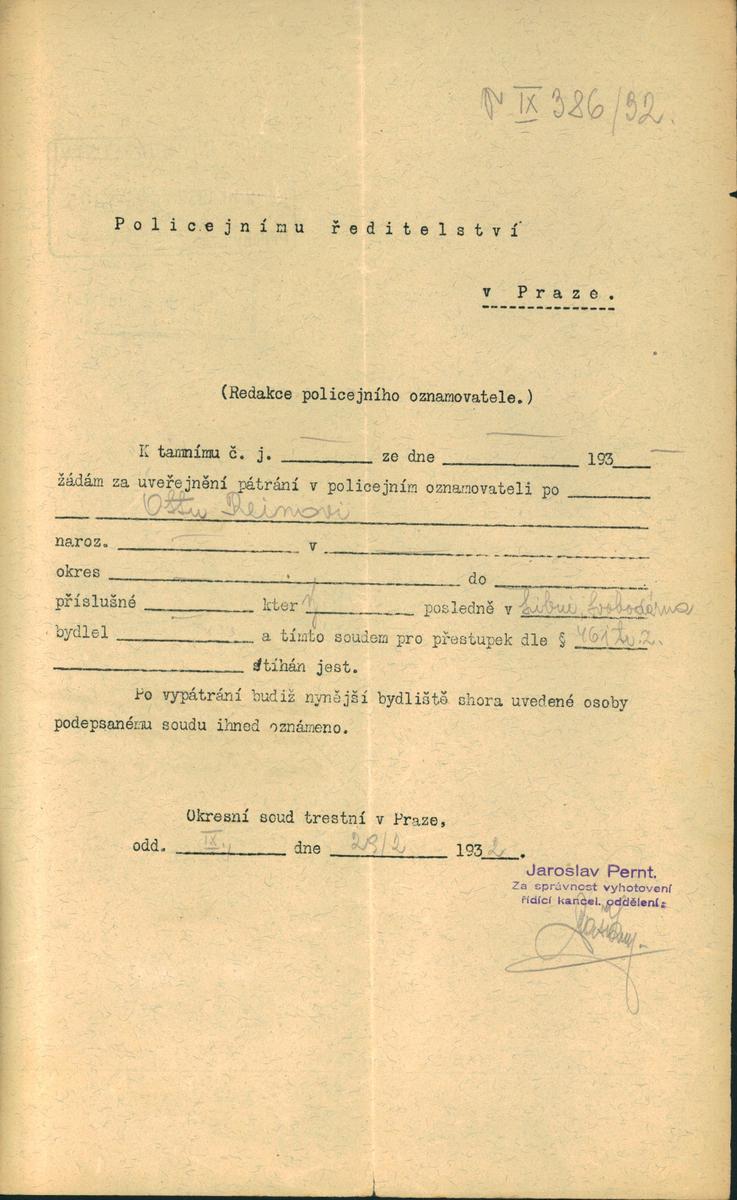 N IX 386/32.
Policejnímu ředitelství
v Praze.
(Redakce policejního oznamovatele.)
K tamnímu č. j. ze dne 193
žádám za uveřejnění pátrání v policejním oznamovateli po
Ottu Reimovi
naroz. v
okres do
příslušné který posledně v Libni, Svobodárna
bydlel a tímto soudem pro přestupek dle § 461 tr. z.
stíhán jest.
Po vypátrání budiž nynější bydliště shora uvedené osoby
podepsanému soudu ihned oznámeno.
Okresní soud trestní v Praze,
odd. IX., dne 29/2 1932.
Jaroslav Pernt.
Za správnost vyhotovení
řídící kancel. oddělení: